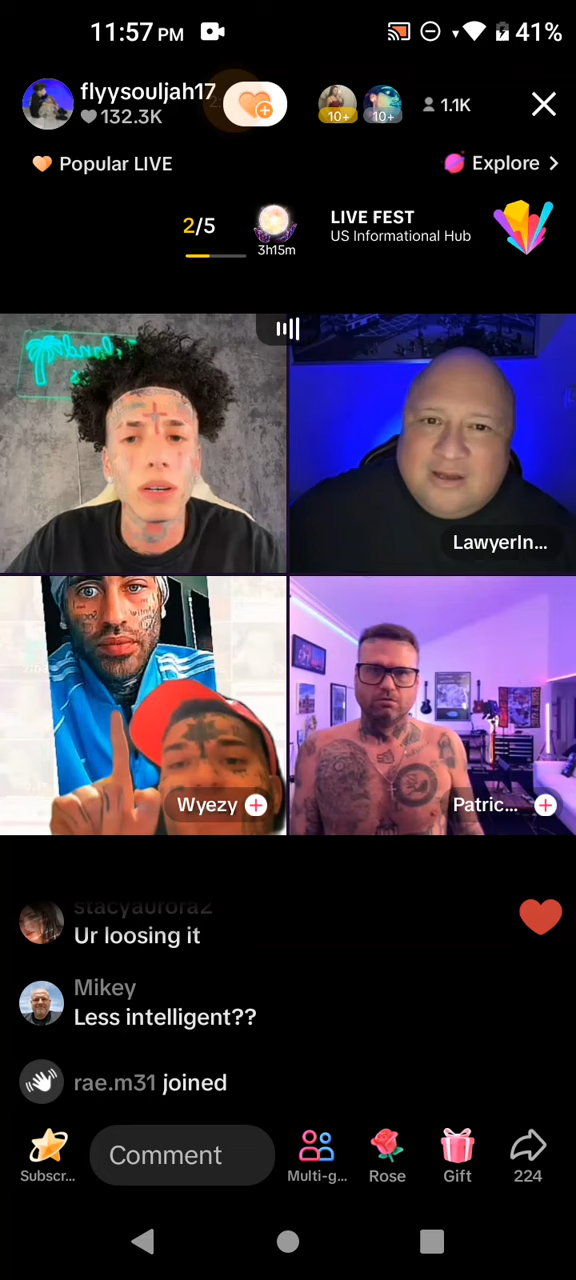 11:57 PM
41%
flyysouljah17
132.3K
10+
10+
1.1K
Popular LIVE
Explore >
2/5
3h15m
LIVE FEST
US Informational Hub
LawyerIn...
Wyezy
Patric...
stacyaurora2
Ur loosing it
Mikey
Less intelligent??
rae.m31 joined
Subscr...
Comment
Multi-g...
Rose
Gift
224